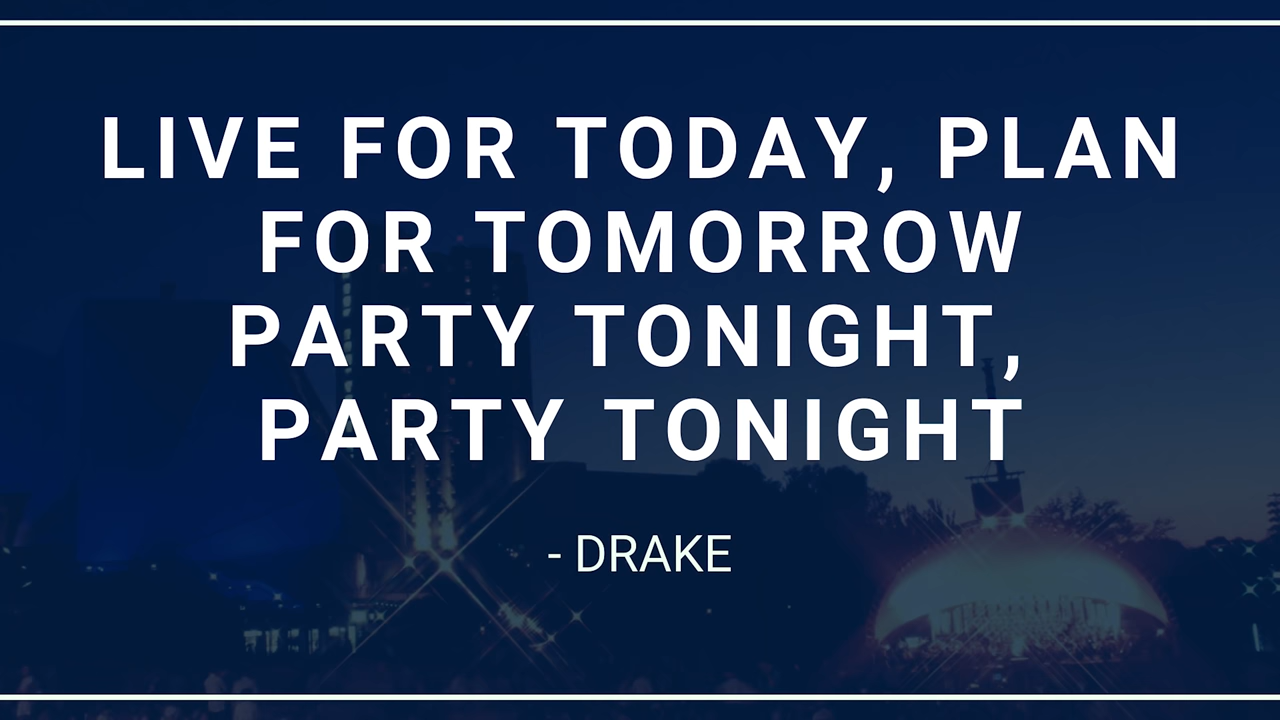 LIVE FOR TODAY, PLAN
FOR TOMORROW
PARTY TONIGHT,
PARTY TONIGHT
- DRAKE